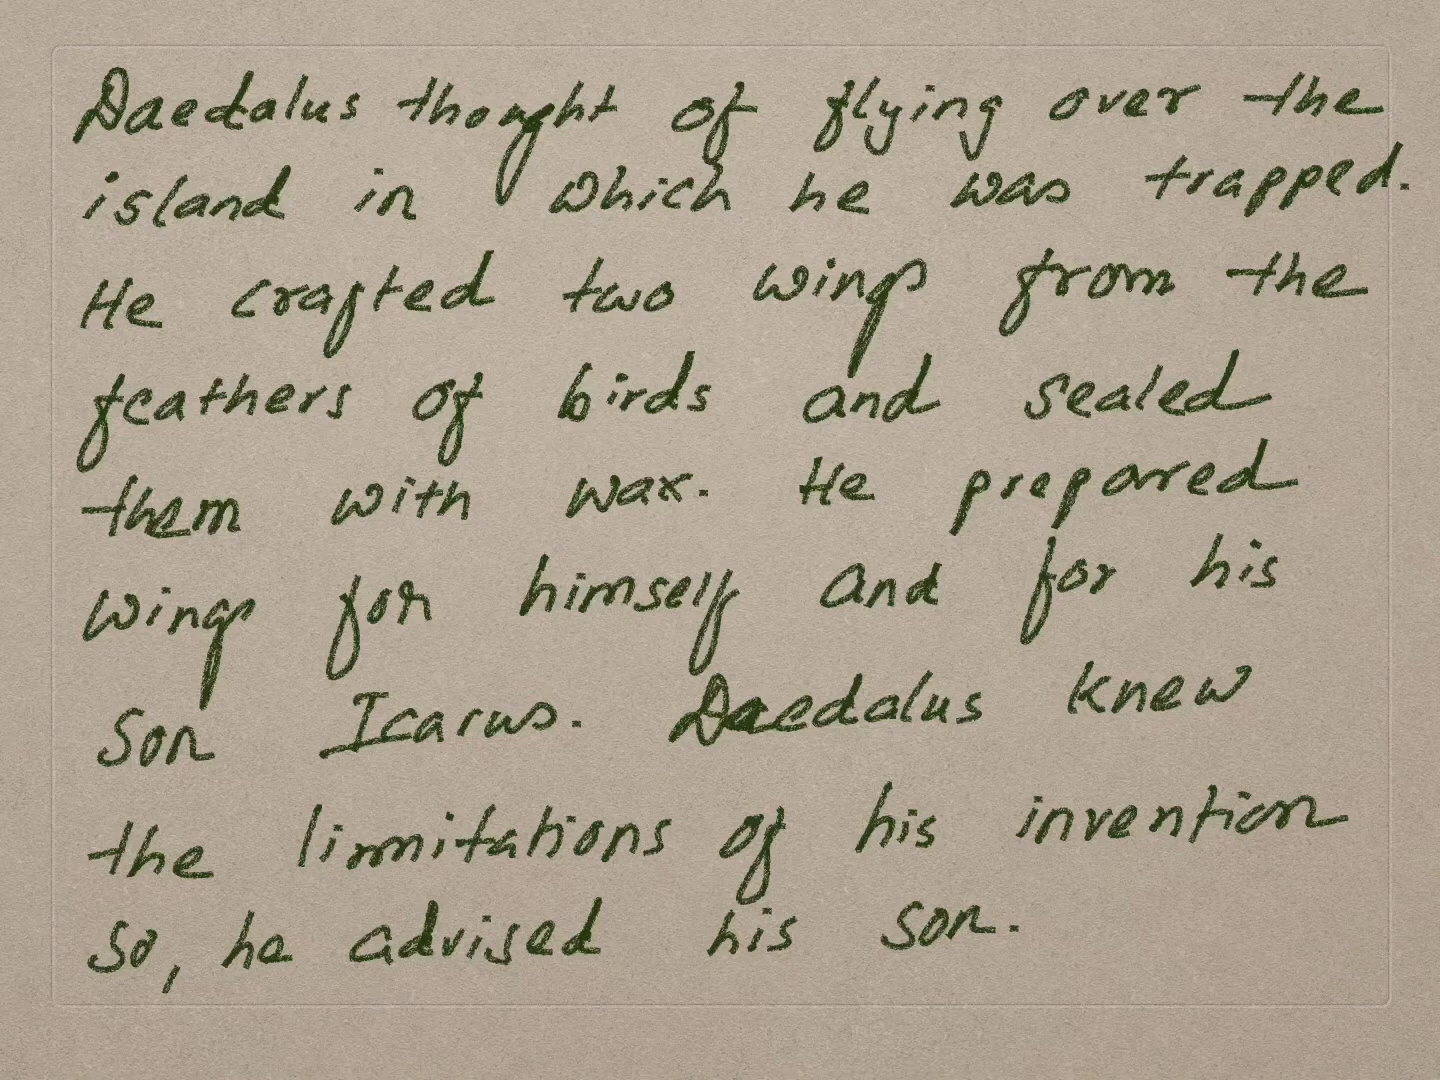 Daedalus thought of flying over the
island in which he was trapped.
He crafted two wings from the
feathers of birds and sealed
them with wax. He prepared
wings for himself and for his
son Icarus. Daedalus knew
the limitations of his invention
so, he advised his son.